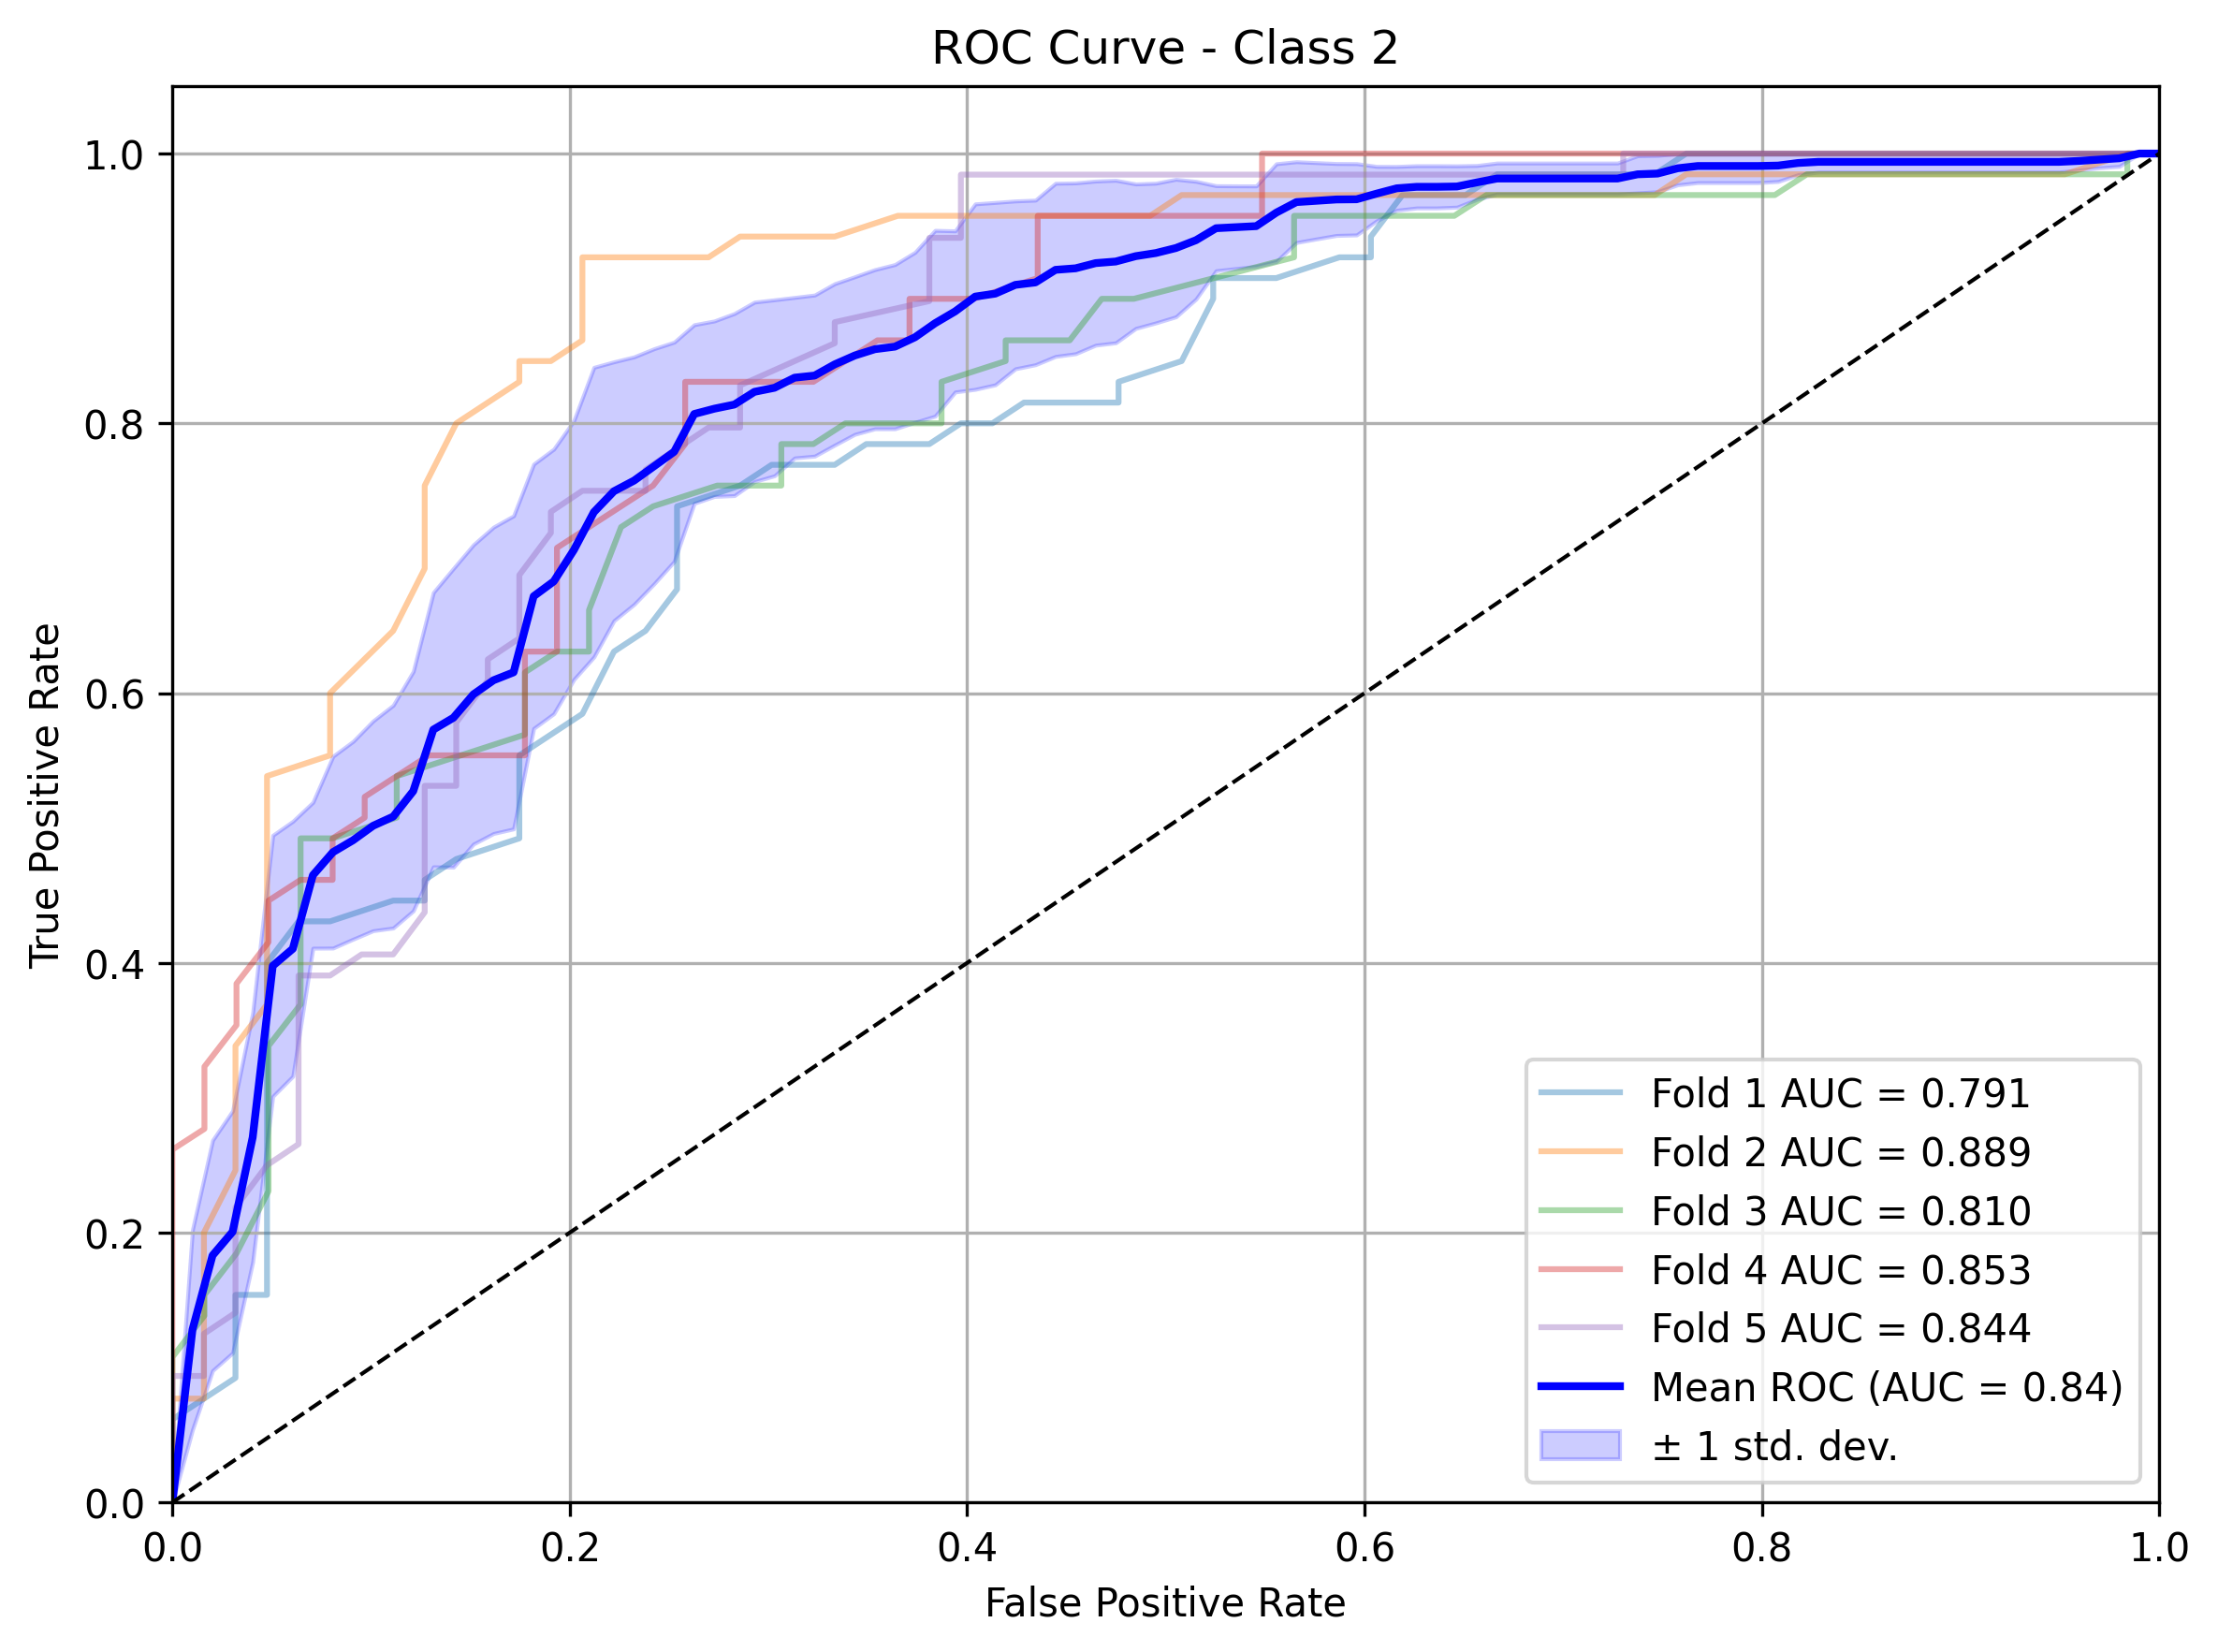 ROC Curve - Class 2
True Positive Rate
1.0
0.8
0.6
0.4
0.2
0.0
0.0 0.2 0.4 0.6 0.8 1.0
False Positive Rate
Fold 1 AUC = 0.791
Fold 2 AUC = 0.889
Fold 3 AUC = 0.810
Fold 4 AUC = 0.853
Fold 5 AUC = 0.844
Mean ROC (AUC = 0.84)
± 1 std. dev.